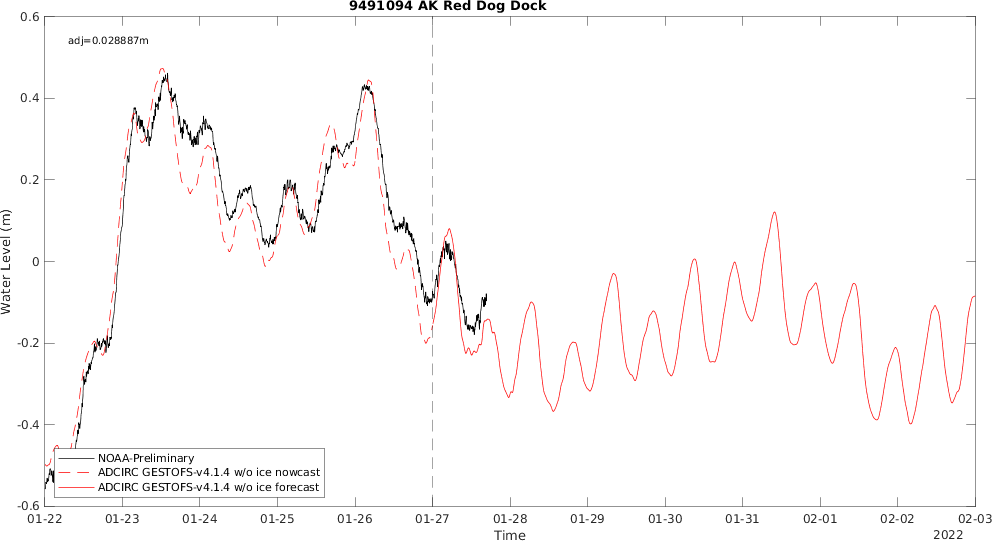 9491094 AK Red Dog Dock
adj=0.028887m
0.6
0.4
0.2
0
-0.2
-0.4
-0.6
Water Level (m)
NOAA-Preliminary
ADCIRC GESTOFS-v4.1.4 w/o ice nowcast
ADCIRC GESTOFS-v4.1.4 w/o ice forecast
01-22 01-23 01-24 01-25 01-26 01-27 01-28 01-29 01-30 01-31 02-01 02-02 02-03
Time
2022